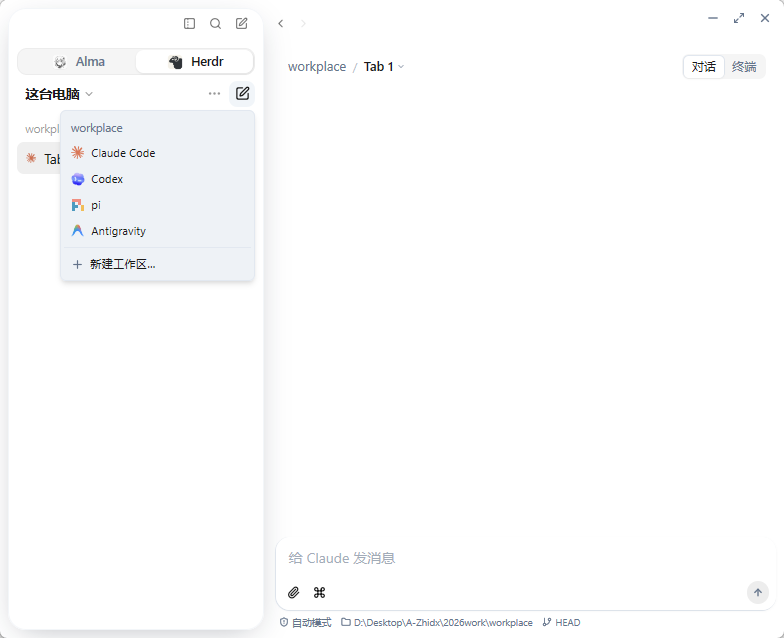 Alma
Herdr
这台电脑
workpl
Tab
workplace
Claude Code
Codex
pi
Antigravity
新建工作区...
workplace / Tab 1
对话
终端
给 Claude 发消息
自动模式
D:\Desktop\A-Zhidx\2026work\workplace
HEAD